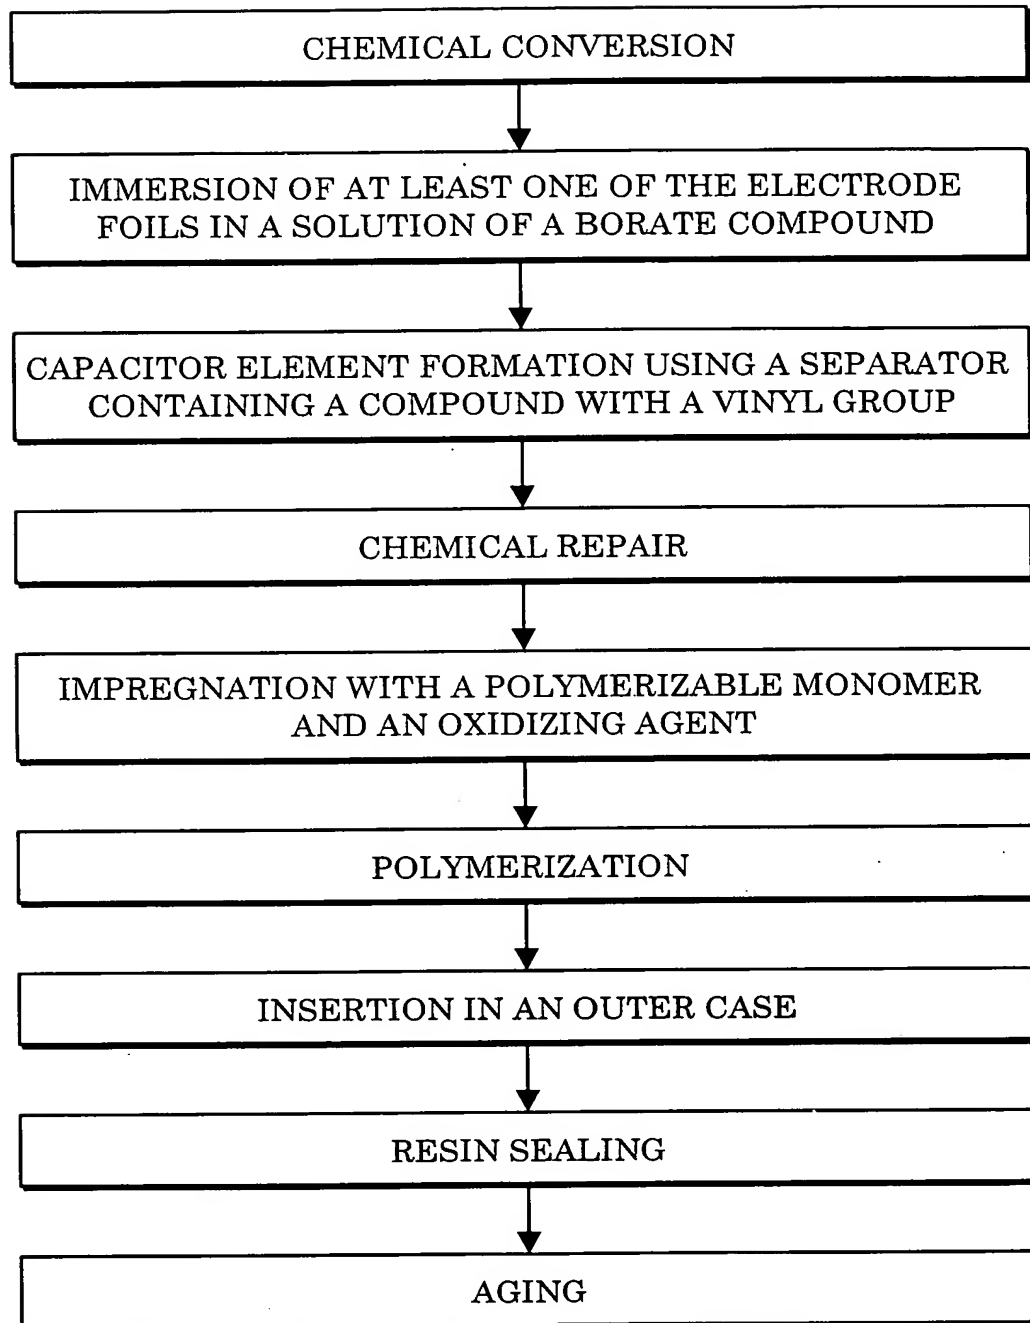 CHEMICAL CONVERSION
IMMERSION OF AT LEAST ONE OF THE ELECTRODE
FOILS IN A SOLUTION OF A BORATE COMPOUND
CAPACITOR ELEMENT FORMATION USING A SEPARATOR
CONTAINING A COMPOUND WITH A VINYL GROUP
CHEMICAL REPAIR
IMPREGNATION WITH A POLYMERIZABLE MONOMER
AND AN OXIDIZING AGENT
POLYMERIZATION
INSERTION IN AN OUTER CASE
RESIN SEALING
AGING